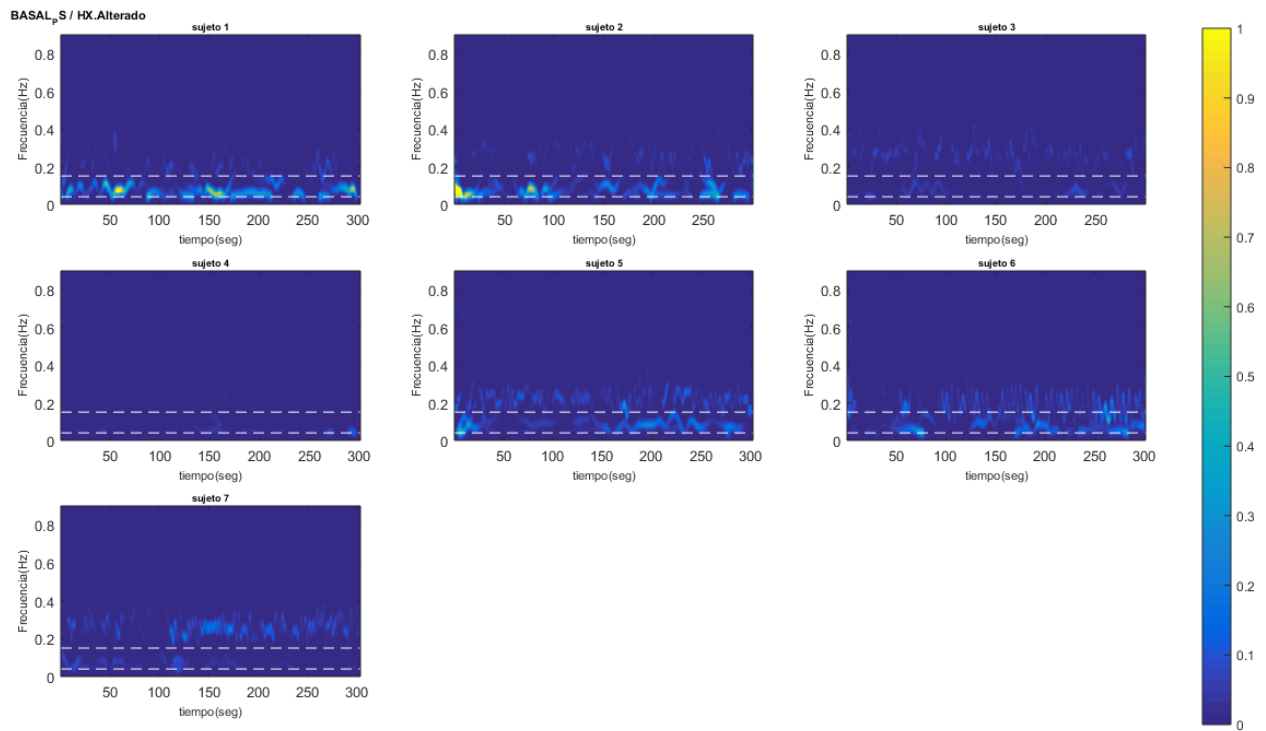 BASAL_pS / HX.Alterado
sujeto 1
Frecuencia(Hz)
0.8
0.6
0.4
0.2
0
50 100 150 200 250 300
tiempo(seg)
sujeto 2
Frecuencia(Hz)
0.8
0.6
0.4
0.2
0
50 100 150 200 250
tiempo(seg)
sujeto 3
Frecuencia(Hz)
0.8
0.6
0.4
0.2
0
50 100 150 200 250
tiempo(seg)
sujeto 4
Frecuencia(Hz)
0.8
0.6
0.4
0.2
0
50 100 150 200 250 300
tiempo(seg)
sujeto 5
Frecuencia(Hz)
0.8
0.6
0.4
0.2
0
50 100 150 200 250 300
tiempo(seg)
sujeto 6
Frecuencia(Hz)
0.8
0.6
0.4
0.2
0
50 100 150 200 250 300
tiempo(seg)
sujeto 7
Frecuencia(Hz)
0.8
0.6
0.4
0.2
0
50 100 150 200 250 300
tiempo(seg)
1
0.9
0.8
0.7
0.6
0.5
0.4
0.3
0.2
0.1
0